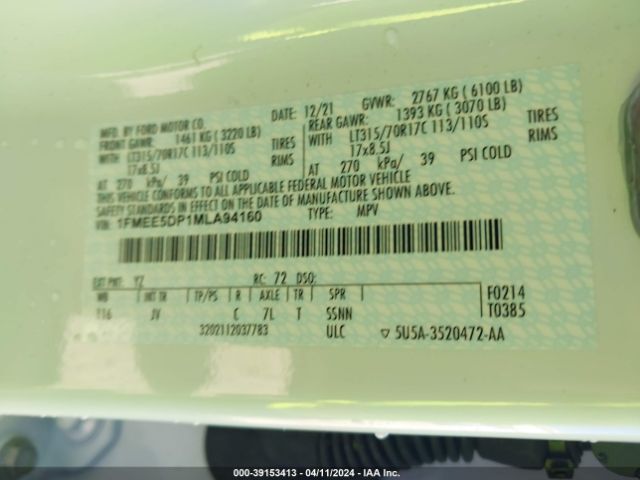 MFD. BY FORD MOTOR CO.
DATE: 12/21 GVWR: 2767 KG ( 6100 LB)
FRONT GAWR: 1461 KG ( 3220 LB)
REAR GAWR: 1393 KG ( 3070 LB)
WITH LT315/70R17C 113/110S TIRES
WITH LT315/70R17C 113/110S TIRES
17x8.5J RIMS
17x8.5J RIMS
AT 270 kPa/ 39 PSI COLD
AT 270 kPa/ 39 PSI COLD
THIS VEHICLE CONFORMS TO ALL APPLICABLE FEDERAL MOTOR VEHICLE
SAFETY STANDARDS IN EFFECT ON THE DATE OF MANUFACTURE SHOWN ABOVE.
VIN: 1FMEE5DP1MLA94160 TYPE: MPV
EXT PNT: YZ RC: 72 DSO:
WB INT TR TP/PS R AXLE TR SPR F0214
116 JV C 7L T SSNN T0385
3202112037783 ULC 5U5A-3520472-AA
000-39153413 - 04/11/2024 - IAA Inc.